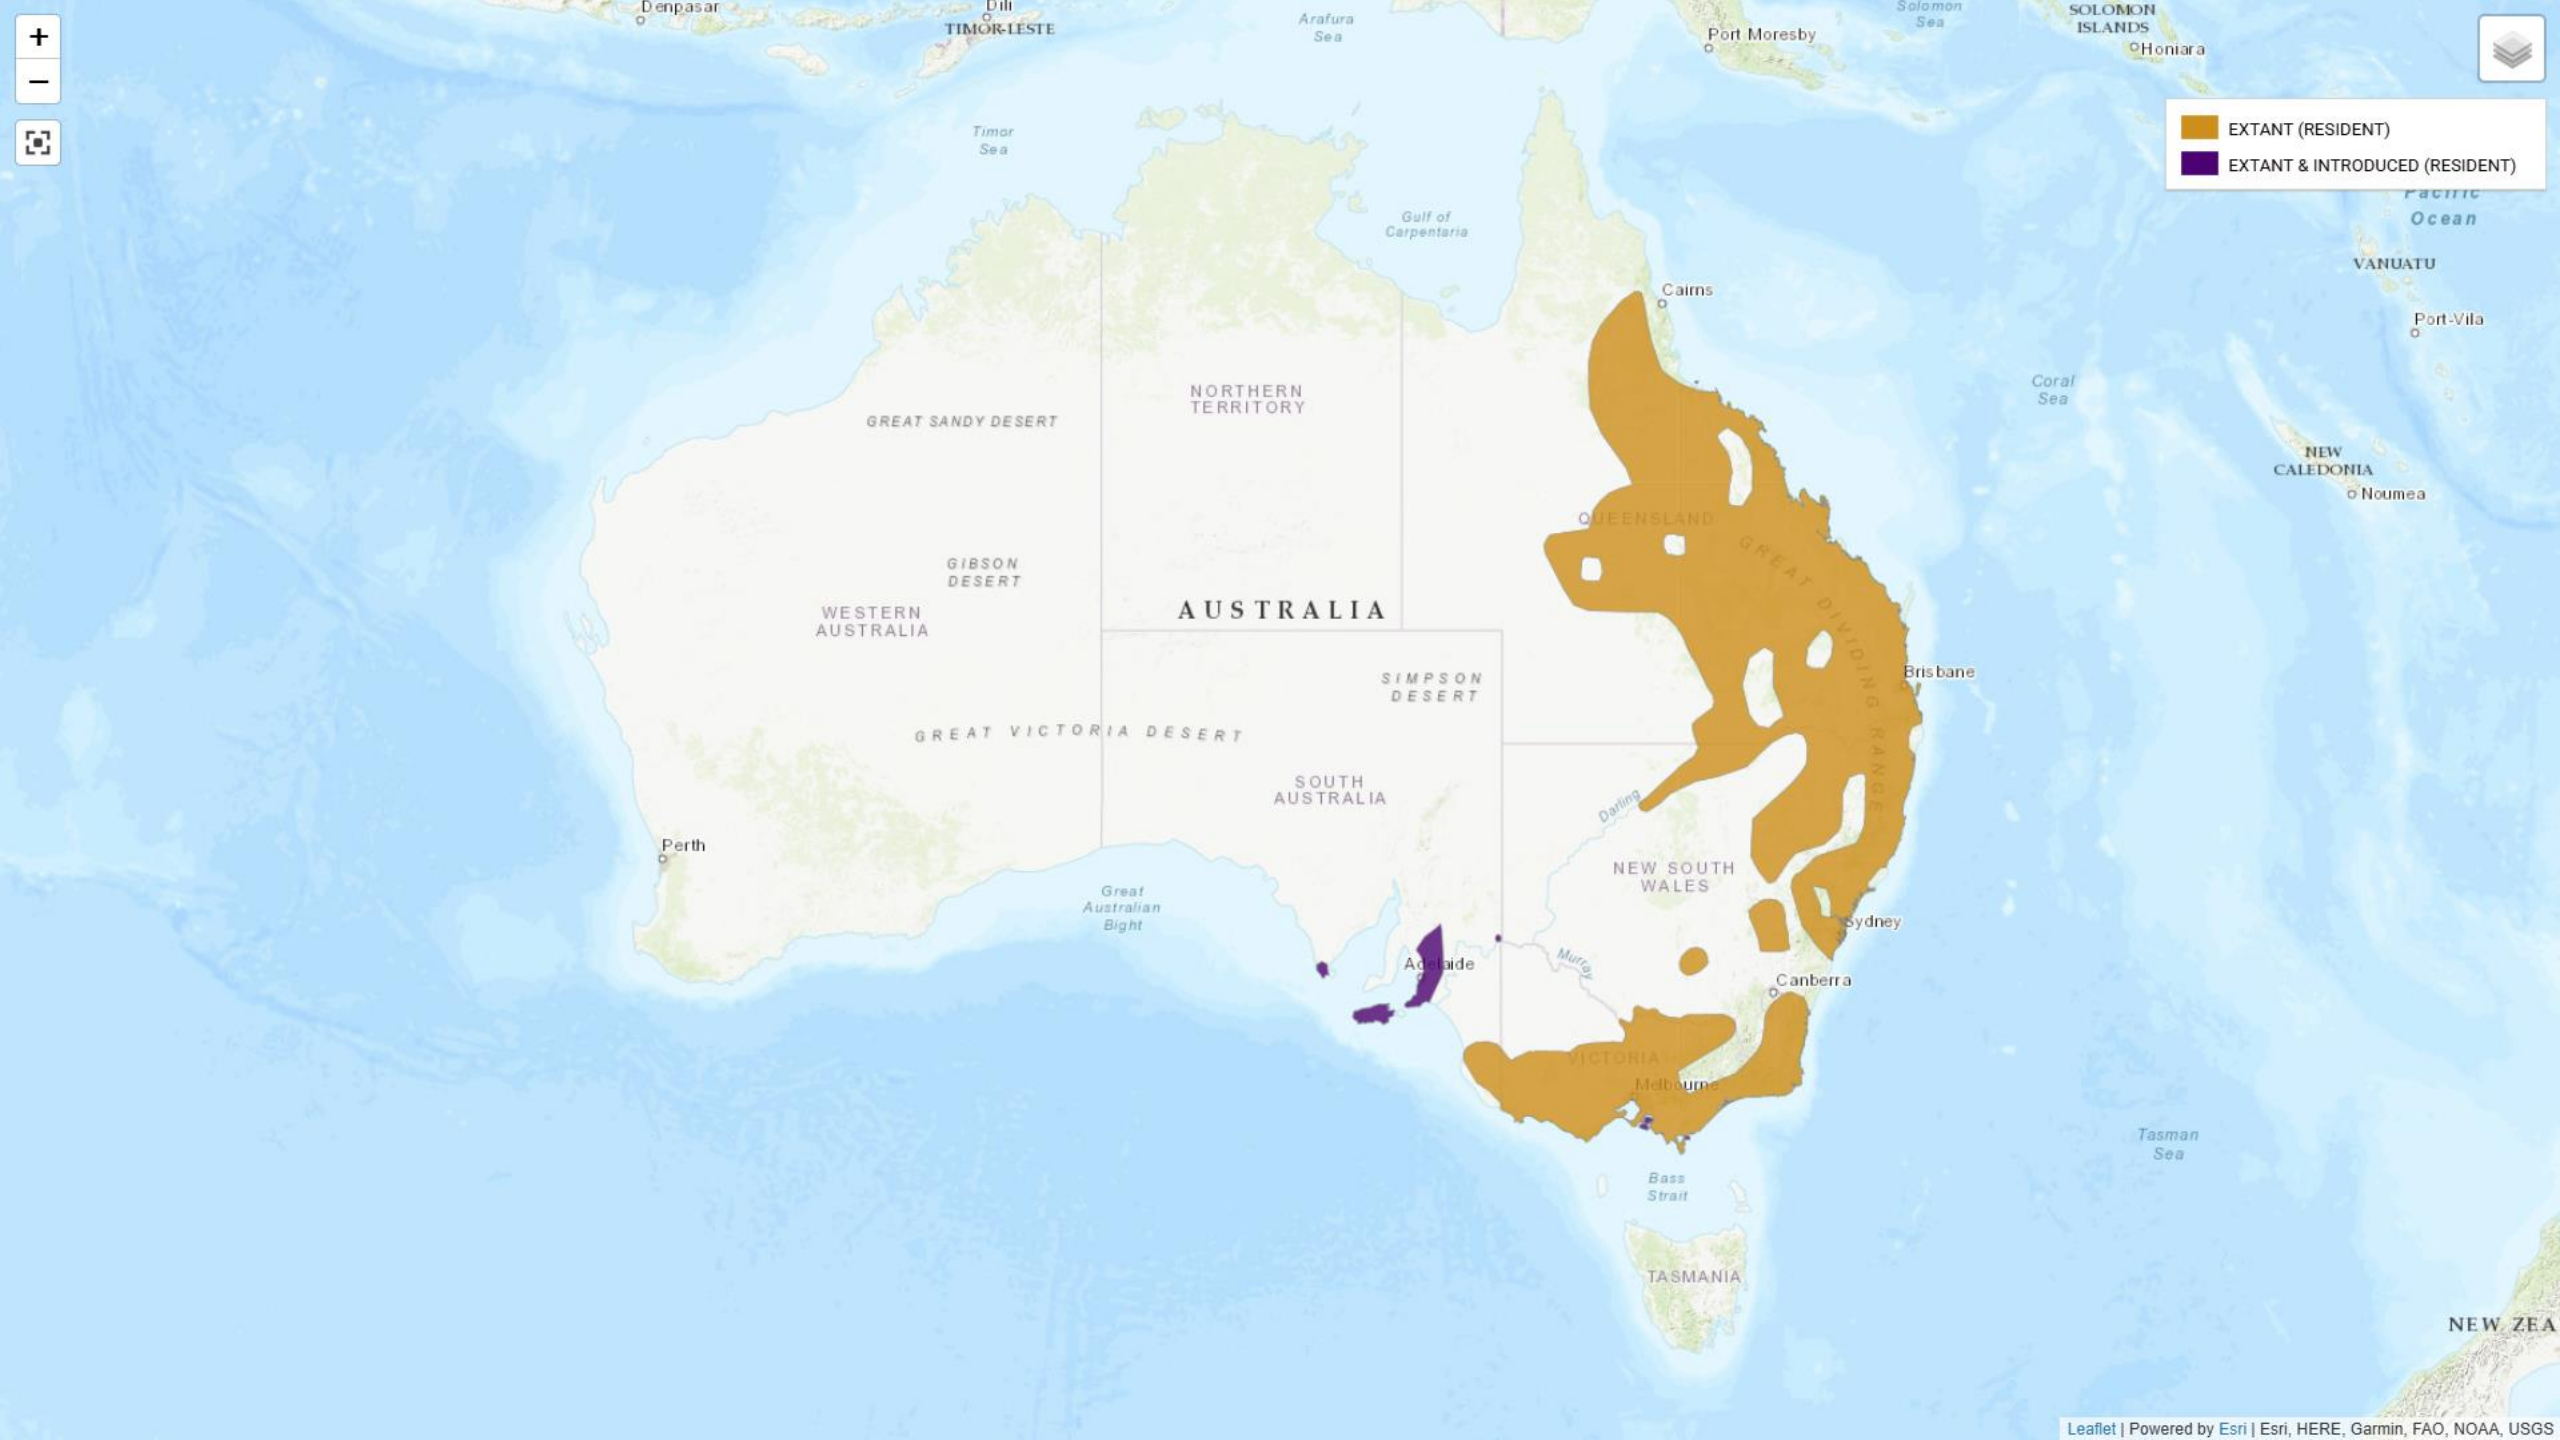 Denpasar
Dili
TIMOR-LESTE
Arafura
Sea
Port Moresby
Solomon
Sea
SOLOMON
ISLANDS
Honiara
+
−
EXTANT (RESIDENT)
EXTANT & INTRODUCED (RESIDENT)
Timor
Sea
Gulf of
Carpentaria
Pacific
Ocean
VANUATU
Port-Vila
Cairns
NORTHERN
TERRITORY
GREAT SANDY DESERT
Coral
Sea
NEW
CALEDONIA
Noumea
QUEENSLAND
GREAT DIVIDING RANGE
GIBSON
DESERT
WESTERN
AUSTRALIA
AUSTRALIA
SIMPSON
DESERT
Brisbane
GREAT VICTORIA DESERT
SOUTH
AUSTRALIA
Darling
Perth
NEW SOUTH
WALES
Great
Australian
Bight
Sydney
Adelaide
Murray
Canberra
VICTORIA
Melbourne
Bass
Strait
Tasman
Sea
TASMANIA
NEW ZEA
Leaflet | Powered by Esri | Esri, HERE, Garmin, FAO, NOAA, USGS